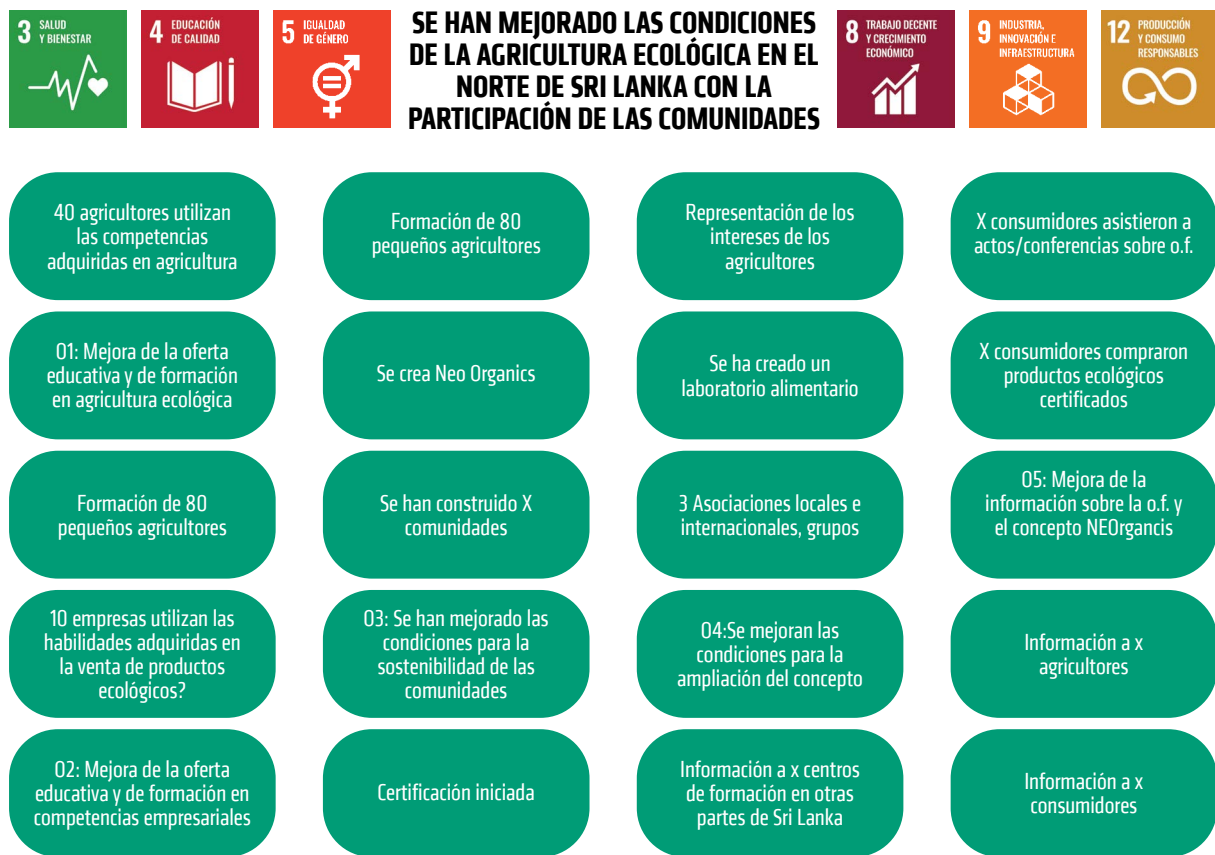 3 SALUD
Y BIENESTAR
4 EDUCACIÓN
DE CALIDAD
5 IGUALDAD
DE GÉNERO
SE HAN MEJORADO LAS CONDICIONES
DE LA AGRICULTURA ECOLÓGICA EN EL
NORTE DE SRI LANKA CON LA
PARTICIPACIÓN DE LAS COMUNIDADES
8 TRABAJO DECENTE
Y CRECIMIENTO
ECONÓMICO
9 INDUSTRIA,
INNOVACIÓN E
INFRAESTRUCTURA
12 PRODUCCIÓN
Y CONSUMO
RESPONSABLES
40 agricultores utilizan
las competencias
adquiridas en agricultura
Formación de 80
pequeños agricultores
Representación de los
intereses de los
agricultores
X consumidores asistieron a
actos/conferencias sobre o.f.
O1: Mejora de la oferta
educativa y de formación
en agricultura ecológica
Se crea Neo Organics
Se ha creado un
laboratorio alimentario
X consumidores compraron
productos ecológicos
certificados
Formación de 80
pequeños agricultores
Se han construido X
comunidades
3 Asociaciones locales e
internacionales, grupos
O5: Mejora de la
información sobre la o.f. y
el concepto NEOrgancis
10 empresas utilizan las
habilidades adquiridas en
la venta de productos
ecológicos?
O3: Se han mejorado las
condiciones para la
sostenibilidad de las
comunidades
O4:Se mejoran las
condiciones para la
ampliación del concepto
Información a x
agricultores
O2: Mejora de la oferta
educativa y de formación en
competencias empresariales
Certificación iniciada
Información a x centros
de formación en otras
partes de Sri Lanka
Información a x
consumidores